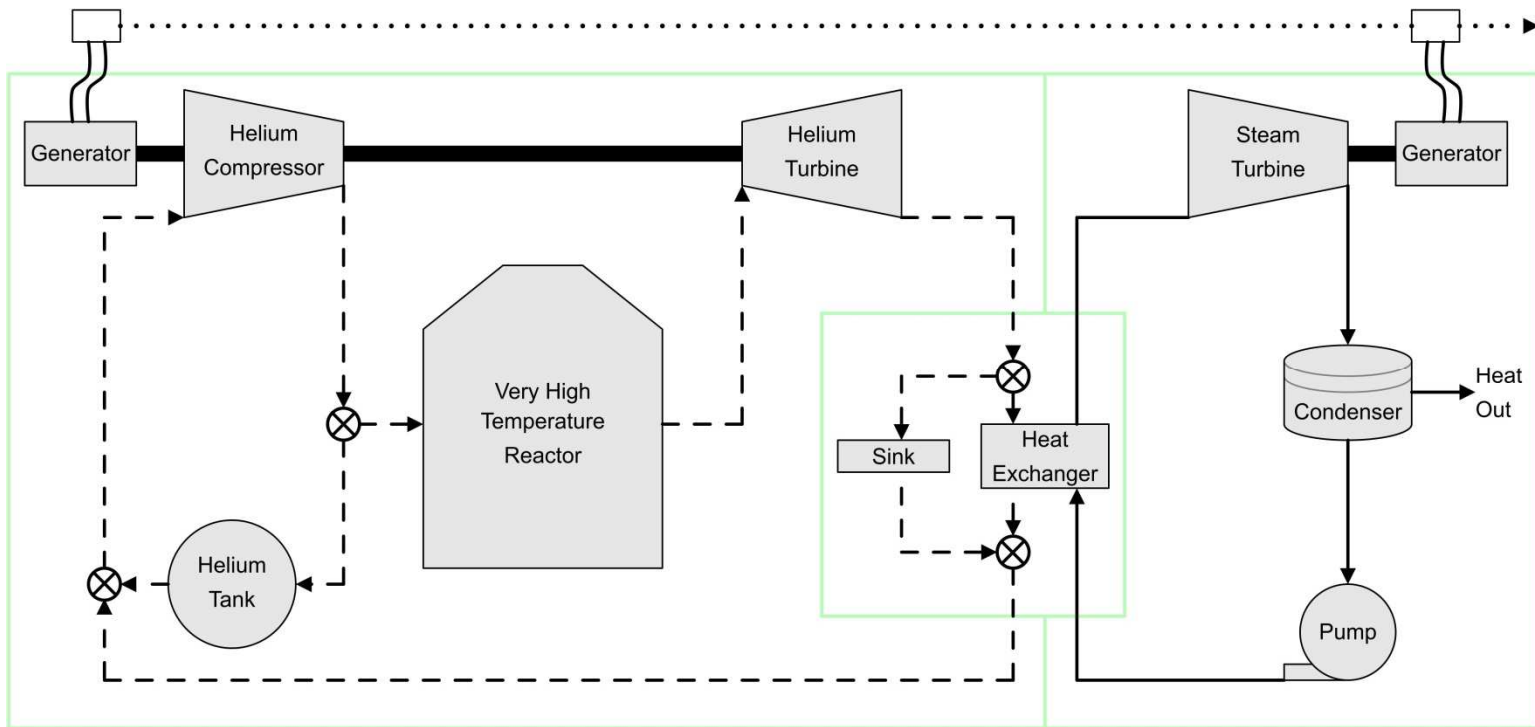 Generator
Helium
Compressor
Helium
Turbine
Steam
Turbine
Generator
Very High
Temperature
Reactor
Sink
Heat
Exchanger
Condenser
Heat
Out
Helium
Tank
Pump